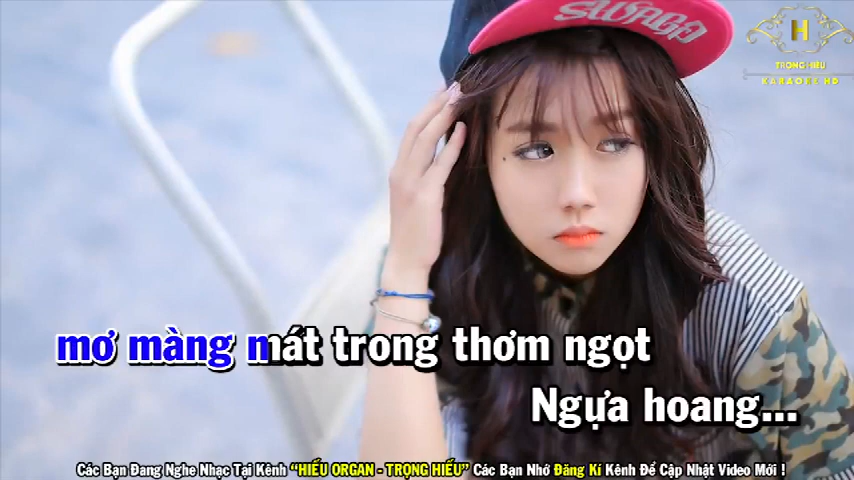 SWAGG
H
TRỌNG HIẾU
KARAOKE HD
mơ màng mát trong thơm ngọt
Ngựa hoang...
Các Bạn Đang Nghe Nhạc Tại Kênh “HIẾU ORGAN - TRỌNG HIẾU” Các Bạn Nhớ Đăng Kí Kênh Để Cập Nhật Video Mới !